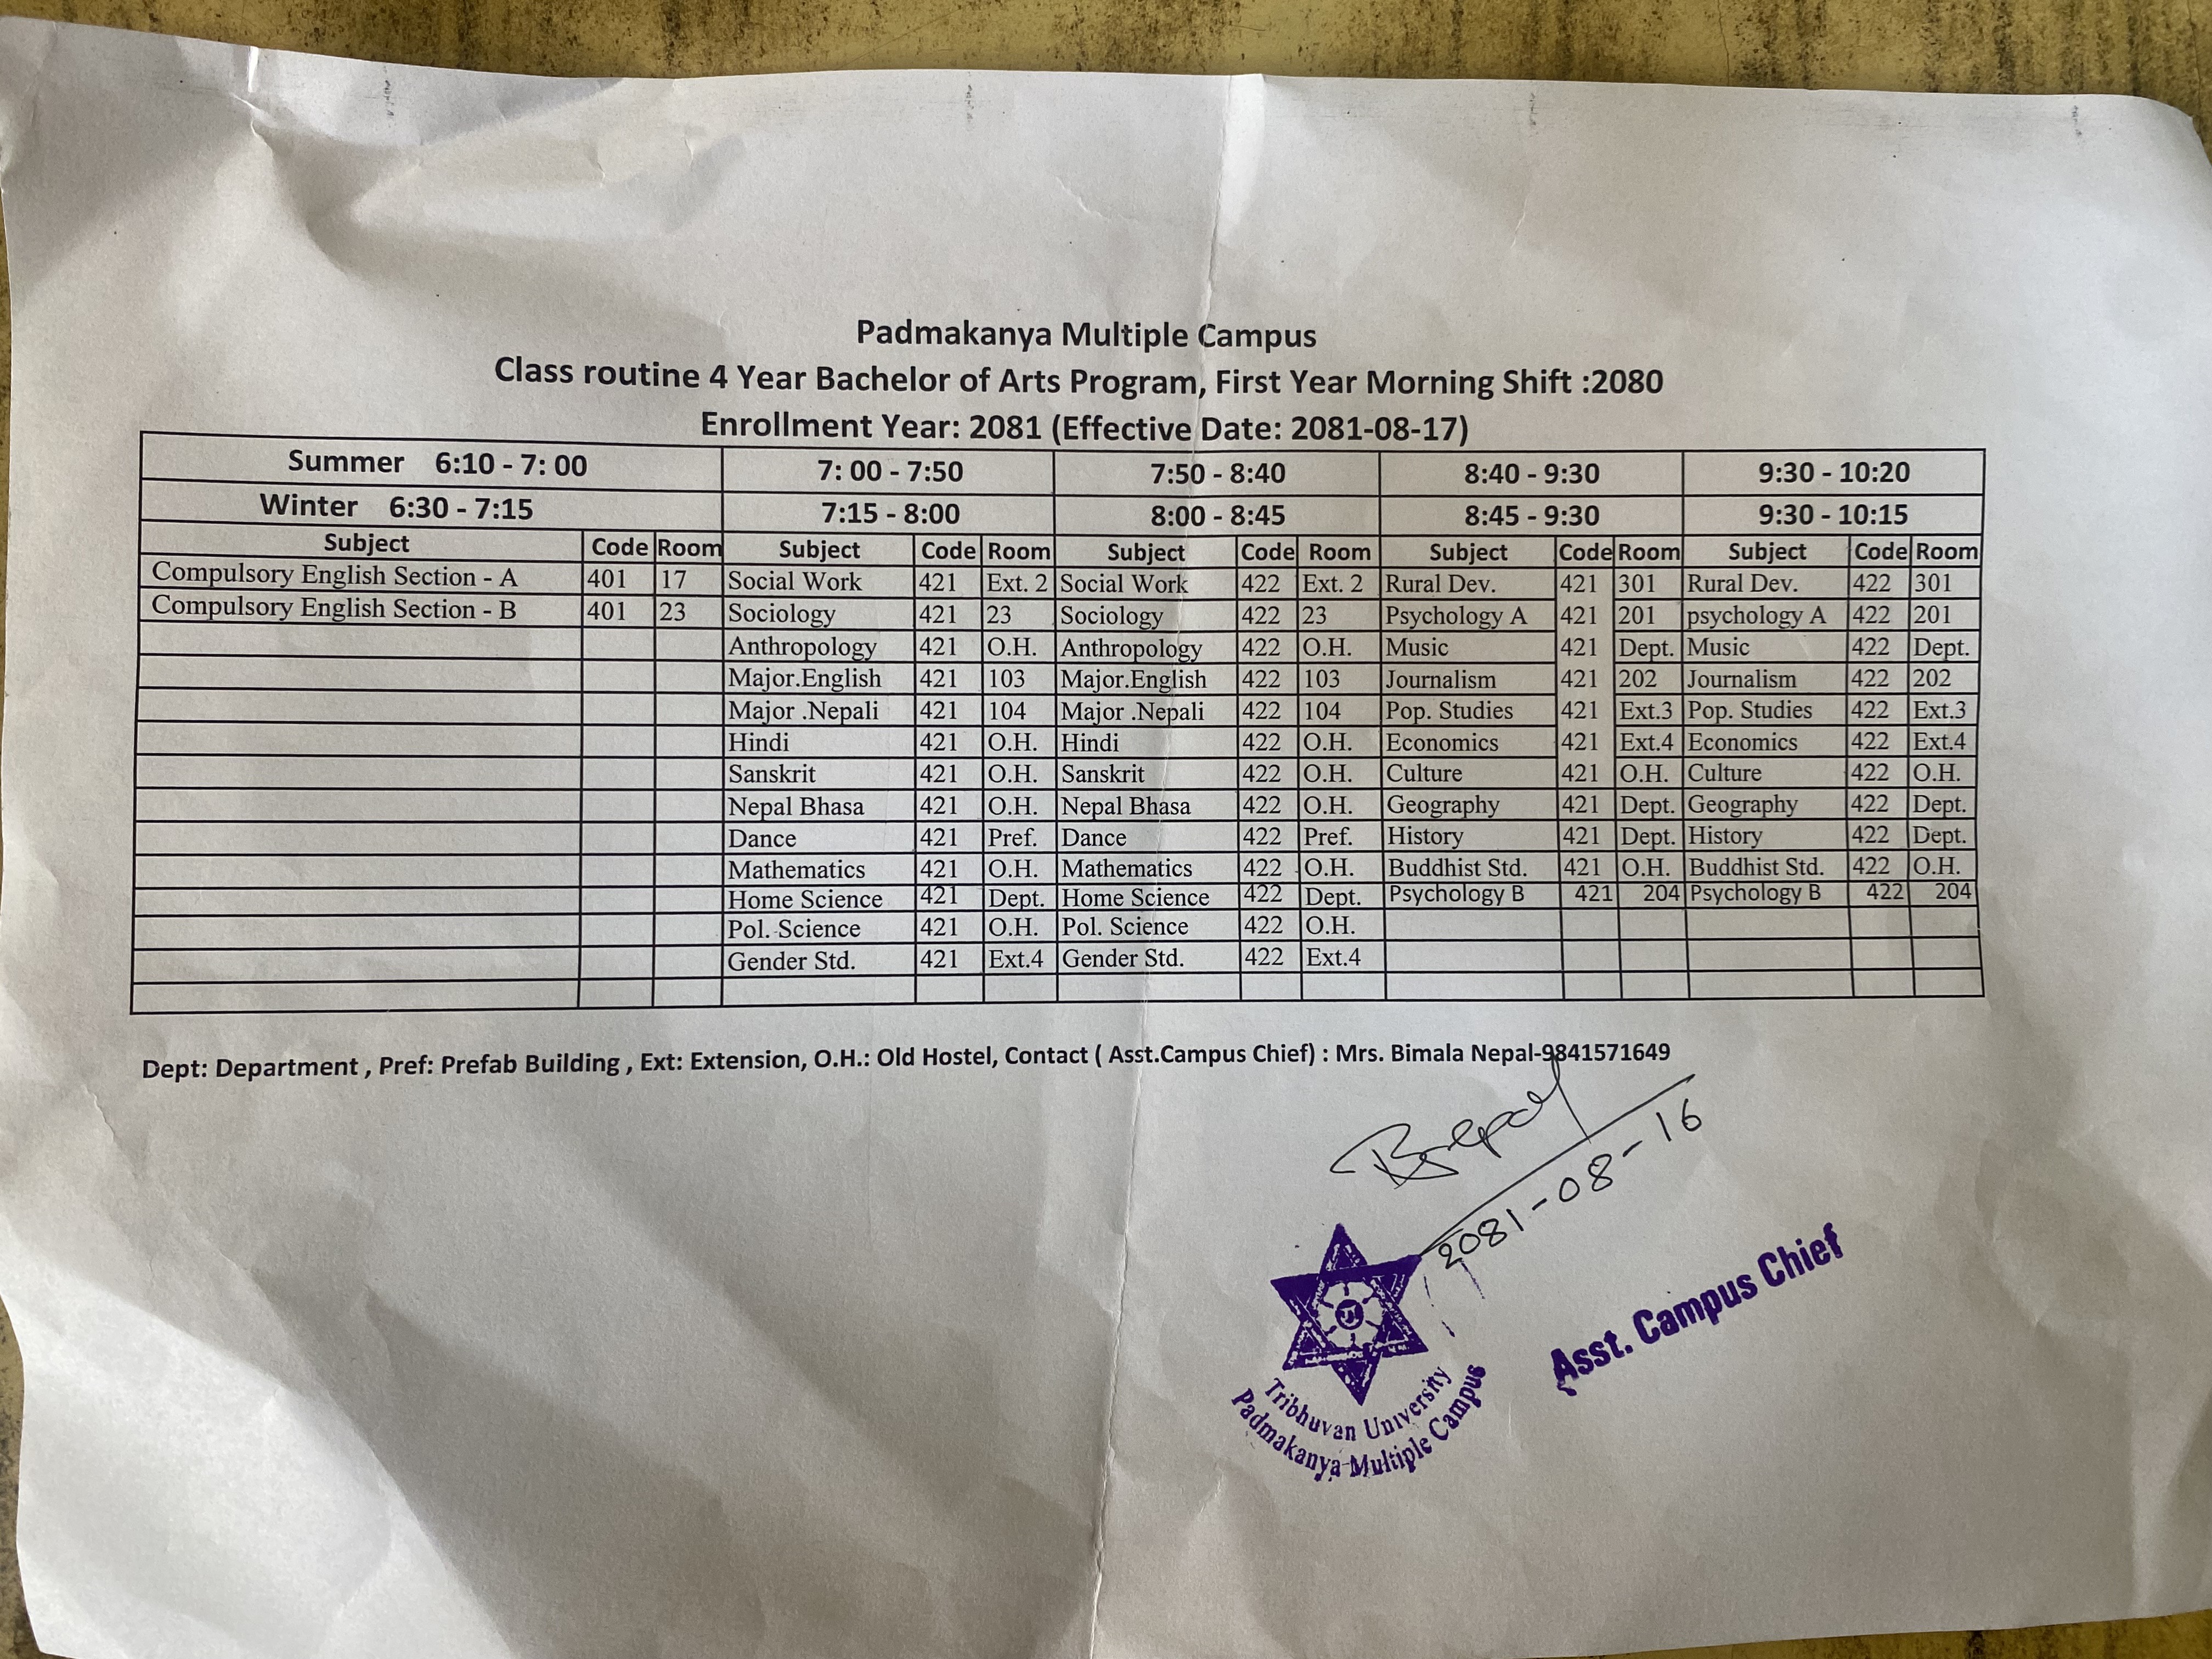 Padmakanya Multiple Campus
Class routine 4 Year Bachelor of Arts Program, First Year Morning Shift :2080
Enrollment Year: 2081 (Effective Date: 2081-08-17)
Summer 6:10 - 7: 00 7: 00 - 7:50 7:50 - 8:40 8:40 - 9:30 9:30 - 10:20
Winter 6:30 - 7:15 7:15 - 8:00 8:00 - 8:45 8:45 - 9:30 9:30 - 10:15
Subject Code Room Subject Code Room Subject Code Room Subject Code Room Subject Code Room
Compulsory English Section - A 401 17 Social Work 421 Ext. 2 Social Work 422 Ext. 2 Rural Dev. 421 301 Rural Dev. 422 301
Compulsory English Section - B 401 23 Sociology 421 23 Sociology 422 23 Psychology A 421 201 psychology A 422 201
Anthropology 421 O.H. Anthropology 422 O.H. Music 421 Dept. Music 422 Dept.
Major.English 421 103 Major.English 422 103 Journalism 421 202 Journalism 422 202
Major .Nepali 421 104 Major .Nepali 422 104 Pop. Studies 421 Ext.3 Pop. Studies 422 Ext.3
Hindi 421 O.H. Hindi 422 O.H. Economics 421 Ext.4 Economics 422 Ext.4
Sanskrit 421 O.H. Sanskrit 422 O.H. Culture 421 O.H. Culture 422 O.H.
Nepal Bhasa 421 O.H. Nepal Bhasa 422 O.H. Geography 421 Dept. Geography 422 Dept.
Dance 421 Pref. Dance 422 Pref. History 421 Dept. History 422 Dept.
Mathematics 421 O.H. Mathematics 422 O.H. Buddhist Std. 421 O.H. Buddhist Std. 422 O.H.
Home Science 421 Dept. Home Science 422 Dept. Psychology B 421 204 Psychology B 422 204
Pol. Science 421 O.H. Pol. Science 422 O.H.
Gender Std. 421 Ext.4 Gender Std. 422 Ext.4
Dept: Department , Pref: Prefab Building , Ext: Extension, O.H.: Old Hostel, Contact ( Asst.Campus Chief) : Mrs. Bimala Nepal-9841571649
2081-08-16
Asst. Campus Chief
Tribhuvan University
Padmakanya Multiple Campus